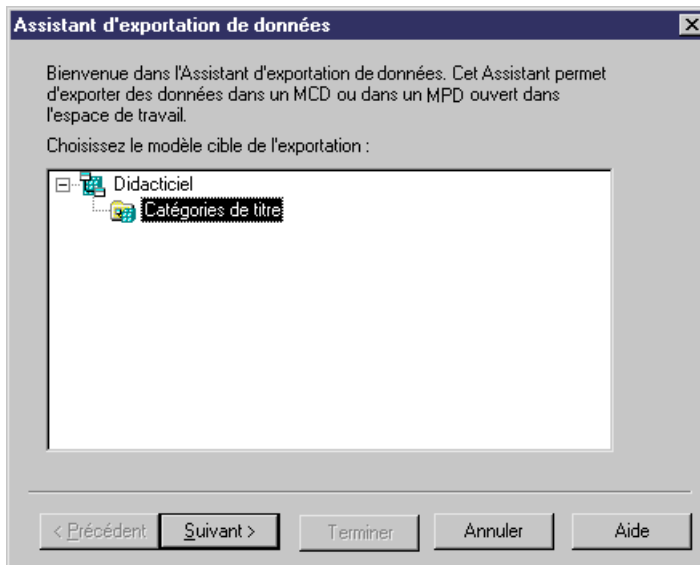 Assistant d'exportation de données
Bienvenue dans l'Assistant d'exportation de données. Cet Assistant permet
d'exporter des données dans un MCD ou dans un MPD ouvert dans
l'espace de travail.
Choisissez le modèle cible de l'exportation :
Didacticiel
Catégories de titre
< Précédent
Suivant >
Terminer
Annuler
Aide